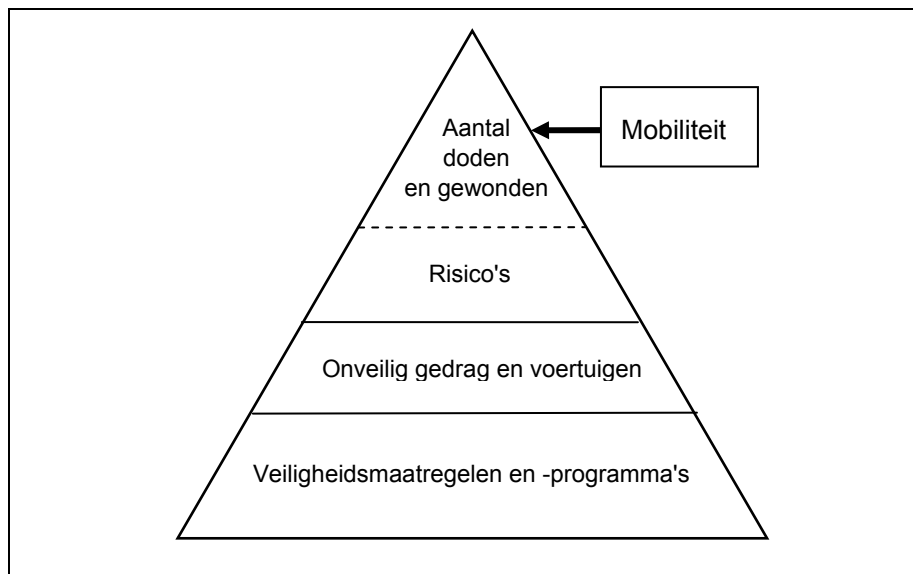 Aantal
doden
en gewonden
Mobiliteit
Risico's
Onveilig gedrag en voertuigen
Veiligheidsmaatregelen en -programma's